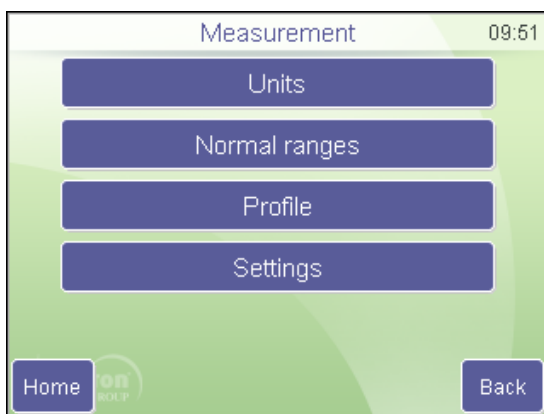 Measurement 09:51
Units
Normal ranges
Profile
Settings
Home
Back